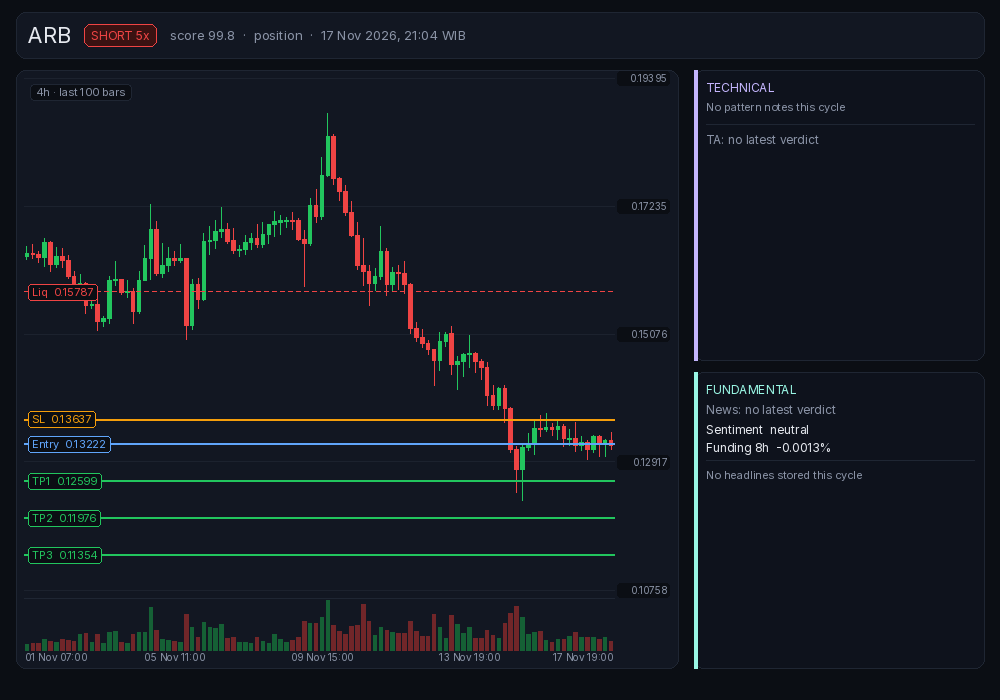 ARB SHORT 5x score 99.8 · position · 17 Nov 2026, 21:04 WIB
4h · last 100 bars
0.19395
0.17235
Liq 0.15787
0.15076
SL 0.13637
Entry 0.13222
0.12917
TP1 0.12599
TP2 0.11976
TP3 0.11354
0.10758
01 Nov 07:00 05 Nov 11:00 09 Nov 15:00 13 Nov 19:00 17 Nov 19:00
TECHNICAL
No pattern notes this cycle
TA: no latest verdict
FUNDAMENTAL
News: no latest verdict
Sentiment neutral
Funding 8h -0.0013%
No headlines stored this cycle